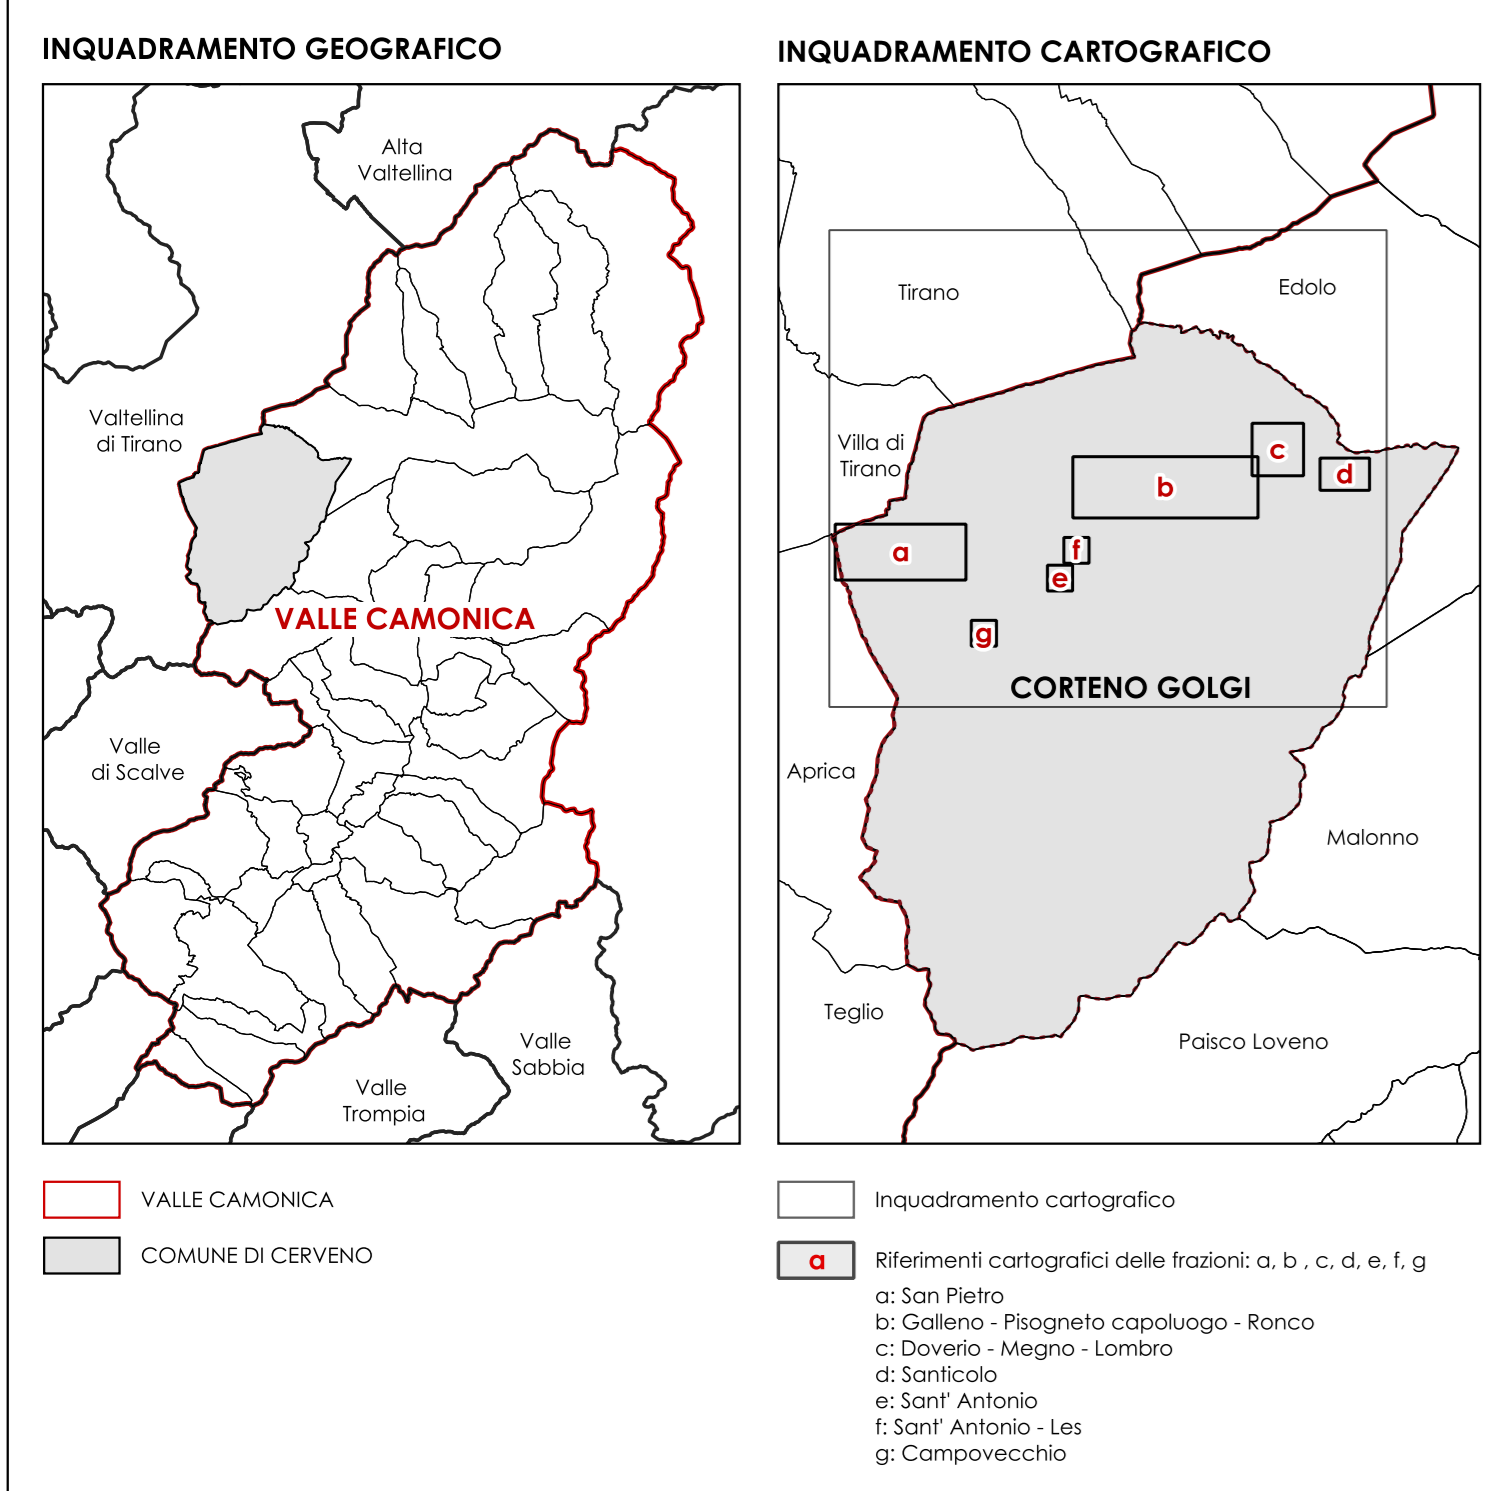 INQUADRAMENTO GEOGRAFICO
Alta
Valtellina
Valtellina
di Tirano
VALLE CAMONICA
Valle
di Scalve
Valle
Sabbia
Valle
Trompia
VALLE CAMONICA
COMUNE DI CERVENO
INQUADRAMENTO CARTOGRAFICO
Tirano
Edolo
Villa di
Tirano
c
d
b
a
f
e
g
CORTENO GOLGI
Aprica
Malonno
Teglio
Paisco Loveno
Inquadramento cartografico
a
Riferimenti cartografici delle frazioni: a, b , c, d, e, f, g
a: San Pietro
b: Galleno - Pisogneto capoluogo - Ronco
c: Doverio - Megno - Lombro
d: Santicolo
e: Sant' Antonio
f: Sant' Antonio - Les
g: Campovecchio